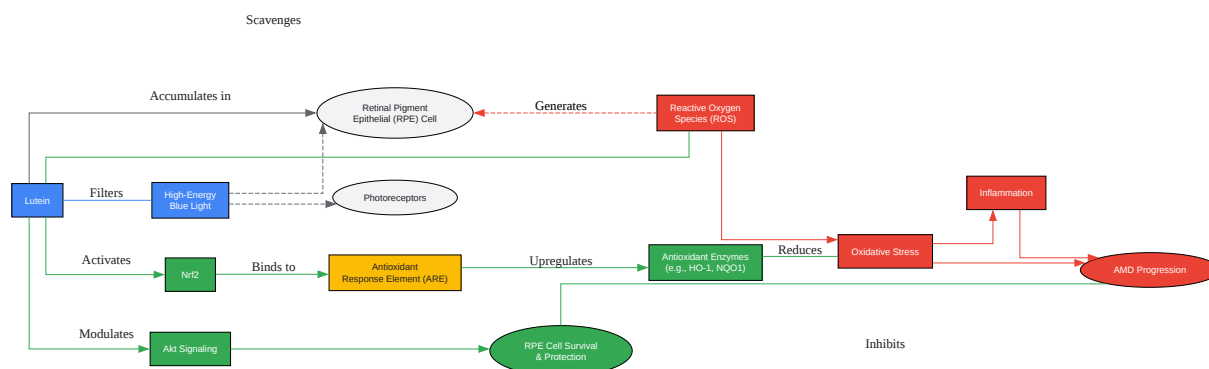 Scavenges
Accumulates in
Retinal Pigment
Epithelial (RPE) Cell
Generates
Reactive Oxygen
Species (ROS)
Lutein
Filters
High-Energy
Blue Light
Photoreceptors
Inflammation
Activates
Nrf2
Binds to
Antioxidant
Response Element (ARE)
Upregulates
Antioxidant Enzymes
(e.g., HO-1, NQO1)
Reduces
Oxidative Stress
AMD Progression
Modulates
Akt Signaling
RPE Cell Survival
& Protection
Inhibits